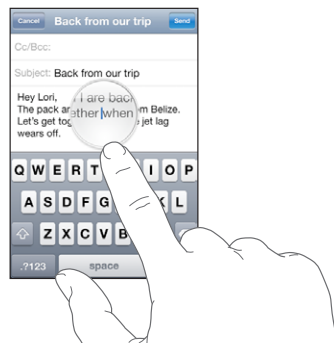 Cancel Back from our trip Send
Cc/Bcc:
Subject: Back from our trip
Hey Lori,
The pack ar m Belize.
Let's get tog e jet lag
wears off.
I are back
ether when
Q W E R T I O P
A S D F G K L
Z X C V B
.?123 space